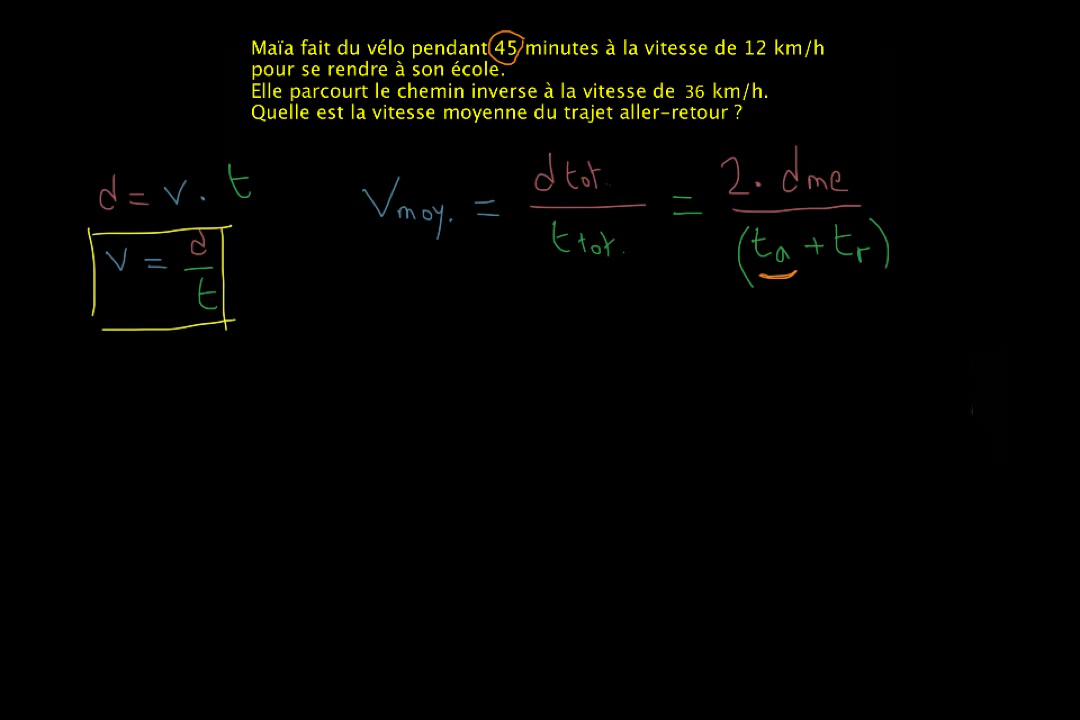 Maïa fait du vélo pendant 45 minutes à la vitesse de 12 km/h
pour se rendre à son école.
Elle parcourt le chemin inverse à la vitesse de 36 km/h.
Quelle est la vitesse moyenne du trajet aller-retour ?
d = v . t
v = d / t
Vmoy. = d tot. / t tot. = 2 . dme / (ta + tr)